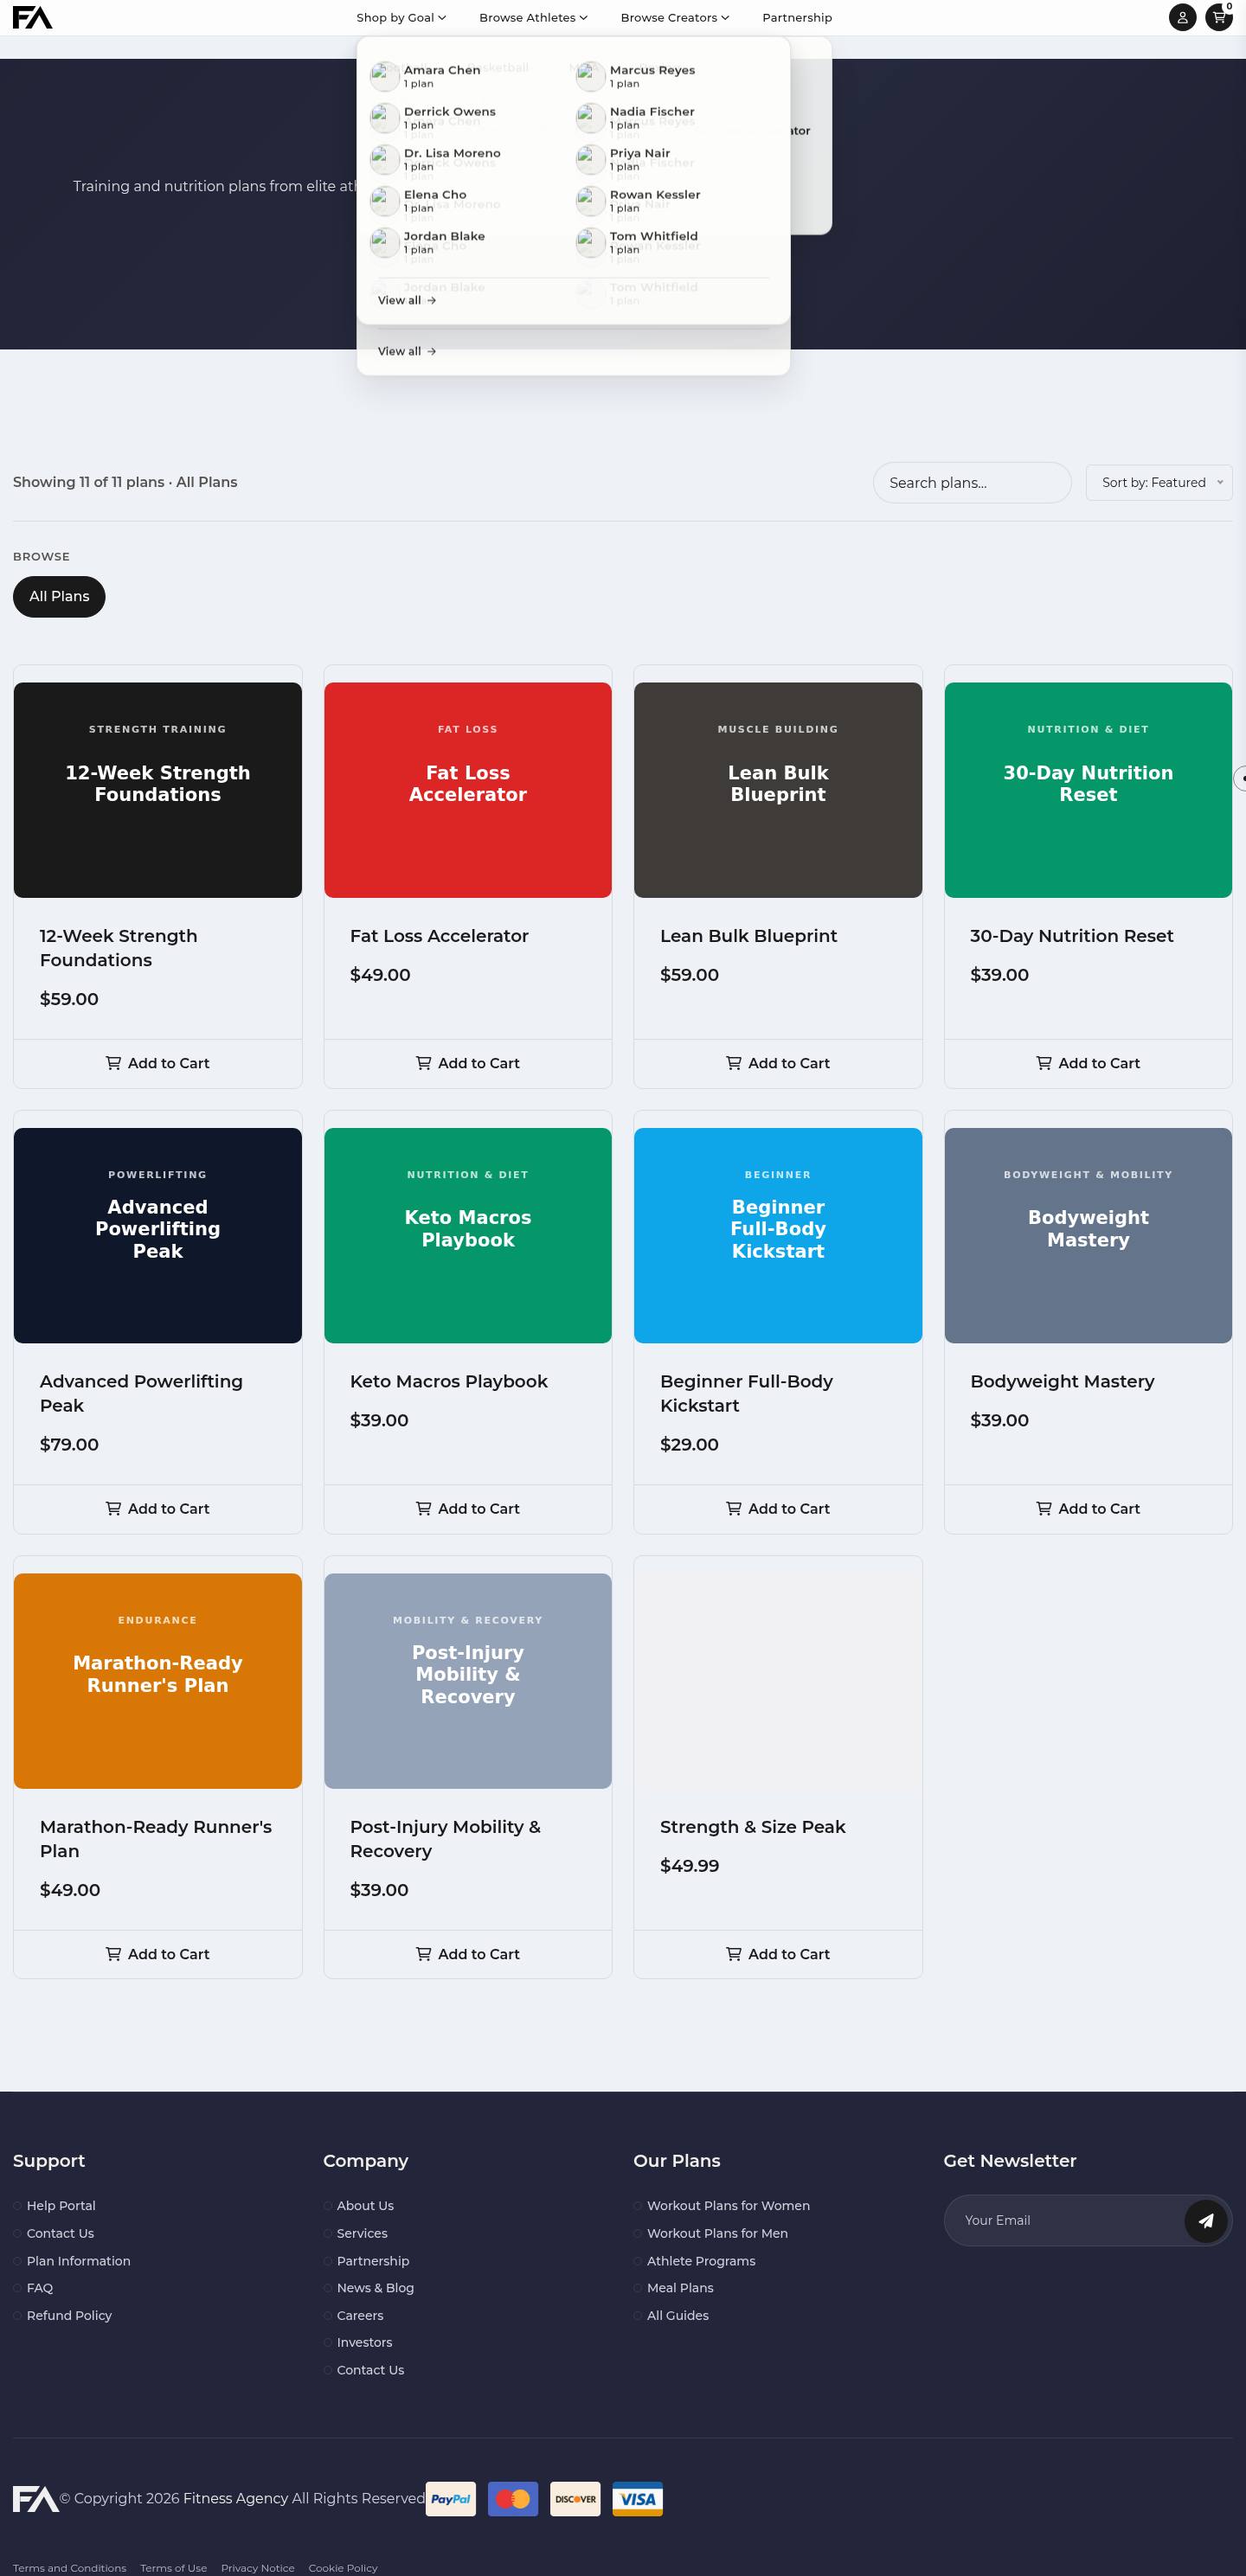 FA
Shop by Goal
Browse Athletes
Browse Creators
Partnership
0
Amara Chen
1 plan
Marcus Reyes
1 plan
Derrick Owens
1 plan
Nadia Fischer
1 plan
Dr. Lisa Moreno
1 plan
Priya Nair
1 plan
Elena Cho
1 plan
Rowan Kessler
1 plan
Jordan Blake
1 plan
Tom Whitfield
1 plan
Jordan Blake
1 plan
Tom Whitfield
1 plan
View all →
View all →
Training and nutrition plans from elite
Showing 11 of 11 plans · All Plans
Search plans...
Sort by: Featured
BROWSE
All Plans
STRENGTH TRAINING
12-Week Strength
Foundations
FAT LOSS
Fat Loss
Accelerator
MUSCLE BUILDING
Lean Bulk
Blueprint
NUTRITION & DIET
30-Day Nutrition
Reset
12-Week Strength
Foundations
$59.00
Fat Loss Accelerator
$49.00
Lean Bulk Blueprint
$59.00
30-Day Nutrition Reset
$39.00
Add to Cart
Add to Cart
Add to Cart
Add to Cart
POWERLIFTING
Advanced
Powerlifting
Peak
NUTRITION & DIET
Keto Macros
Playbook
BEGINNER
Beginner
Full-Body
Kickstart
BODYWEIGHT & MOBILITY
Bodyweight
Mastery
Advanced Powerlifting
Peak
$79.00
Keto Macros Playbook
$39.00
Beginner Full-Body
Kickstart
$29.00
Bodyweight Mastery
$39.00
Add to Cart
Add to Cart
Add to Cart
Add to Cart
ENDURANCE
Marathon-Ready
Runner's Plan
MOBILITY & RECOVERY
Post-Injury
Mobility &
Recovery
Marathon-Ready Runner's
Plan
$49.00
Post-Injury Mobility &
Recovery
$39.00
Strength & Size Peak
$49.99
Add to Cart
Add to Cart
Add to Cart
Support
Help Portal
Contact Us
Plan Information
FAQ
Refund Policy
Company
About Us
Services
Partnership
News & Blog
Careers
Investors
Contact Us
Our Plans
Workout Plans for Women
Workout Plans for Men
Athlete Programs
Meal Plans
All Guides
Get Newsletter
Your Email
FA © Copyright 2026 Fitness Agency All Rights Reserved PayPal DISCOVER VISA
Terms and Conditions
Terms of Use
Privacy Notice
Cookie Policy